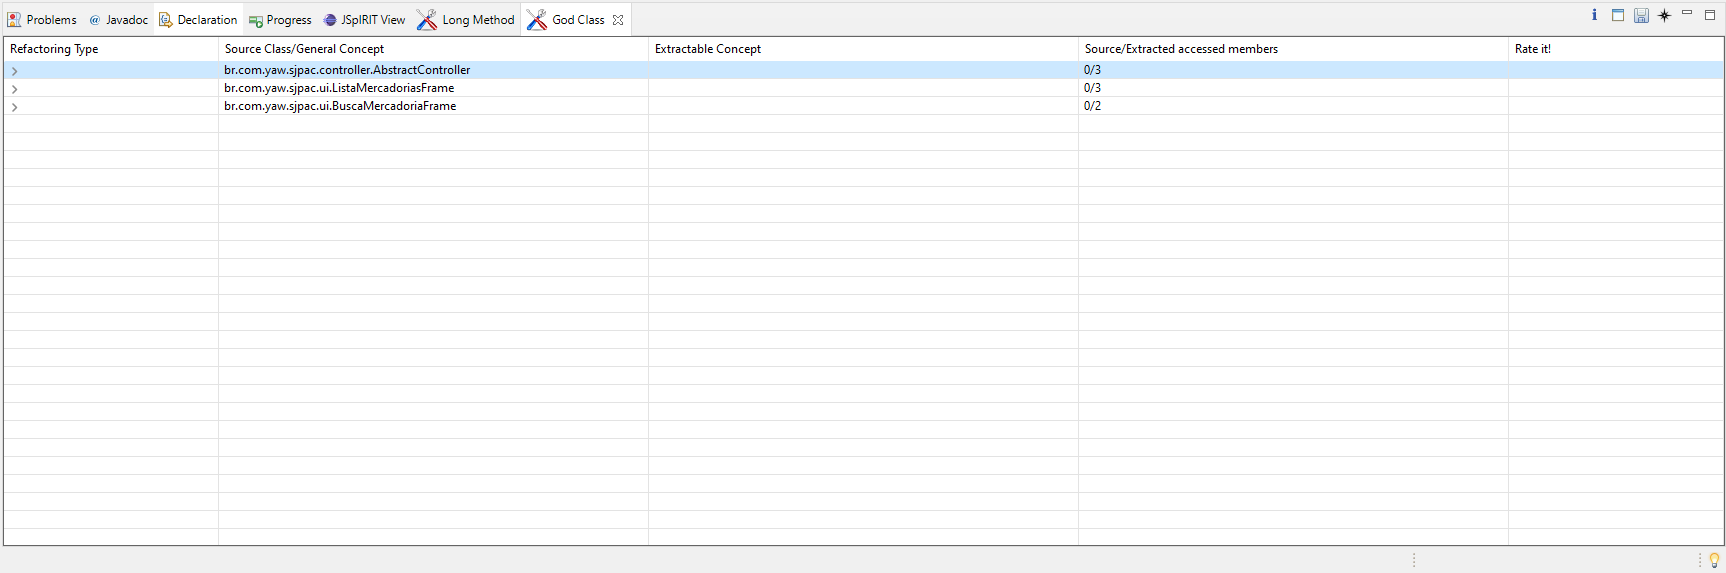 Problems @ Javadoc Declaration Progress JSpIRIT View Long Method God Class
Refactoring Type Source Class/General Concept Extractable Concept Source/Extracted accessed members Rate it!
br.com.yaw.sjpac.controller.AbstractController 0/3
br.com.yaw.sjpac.ui.ListaMercadoriasFrame 0/3
br.com.yaw.sjpac.ui.BuscaMercadoriaFrame 0/2